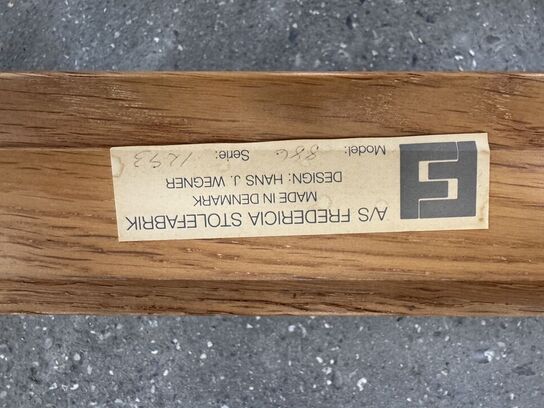 A/S FREDERICIA STOLEFABRIK
MADE IN DENMARK
DESIGN: HANS J. WEGNER
Model: Serie: